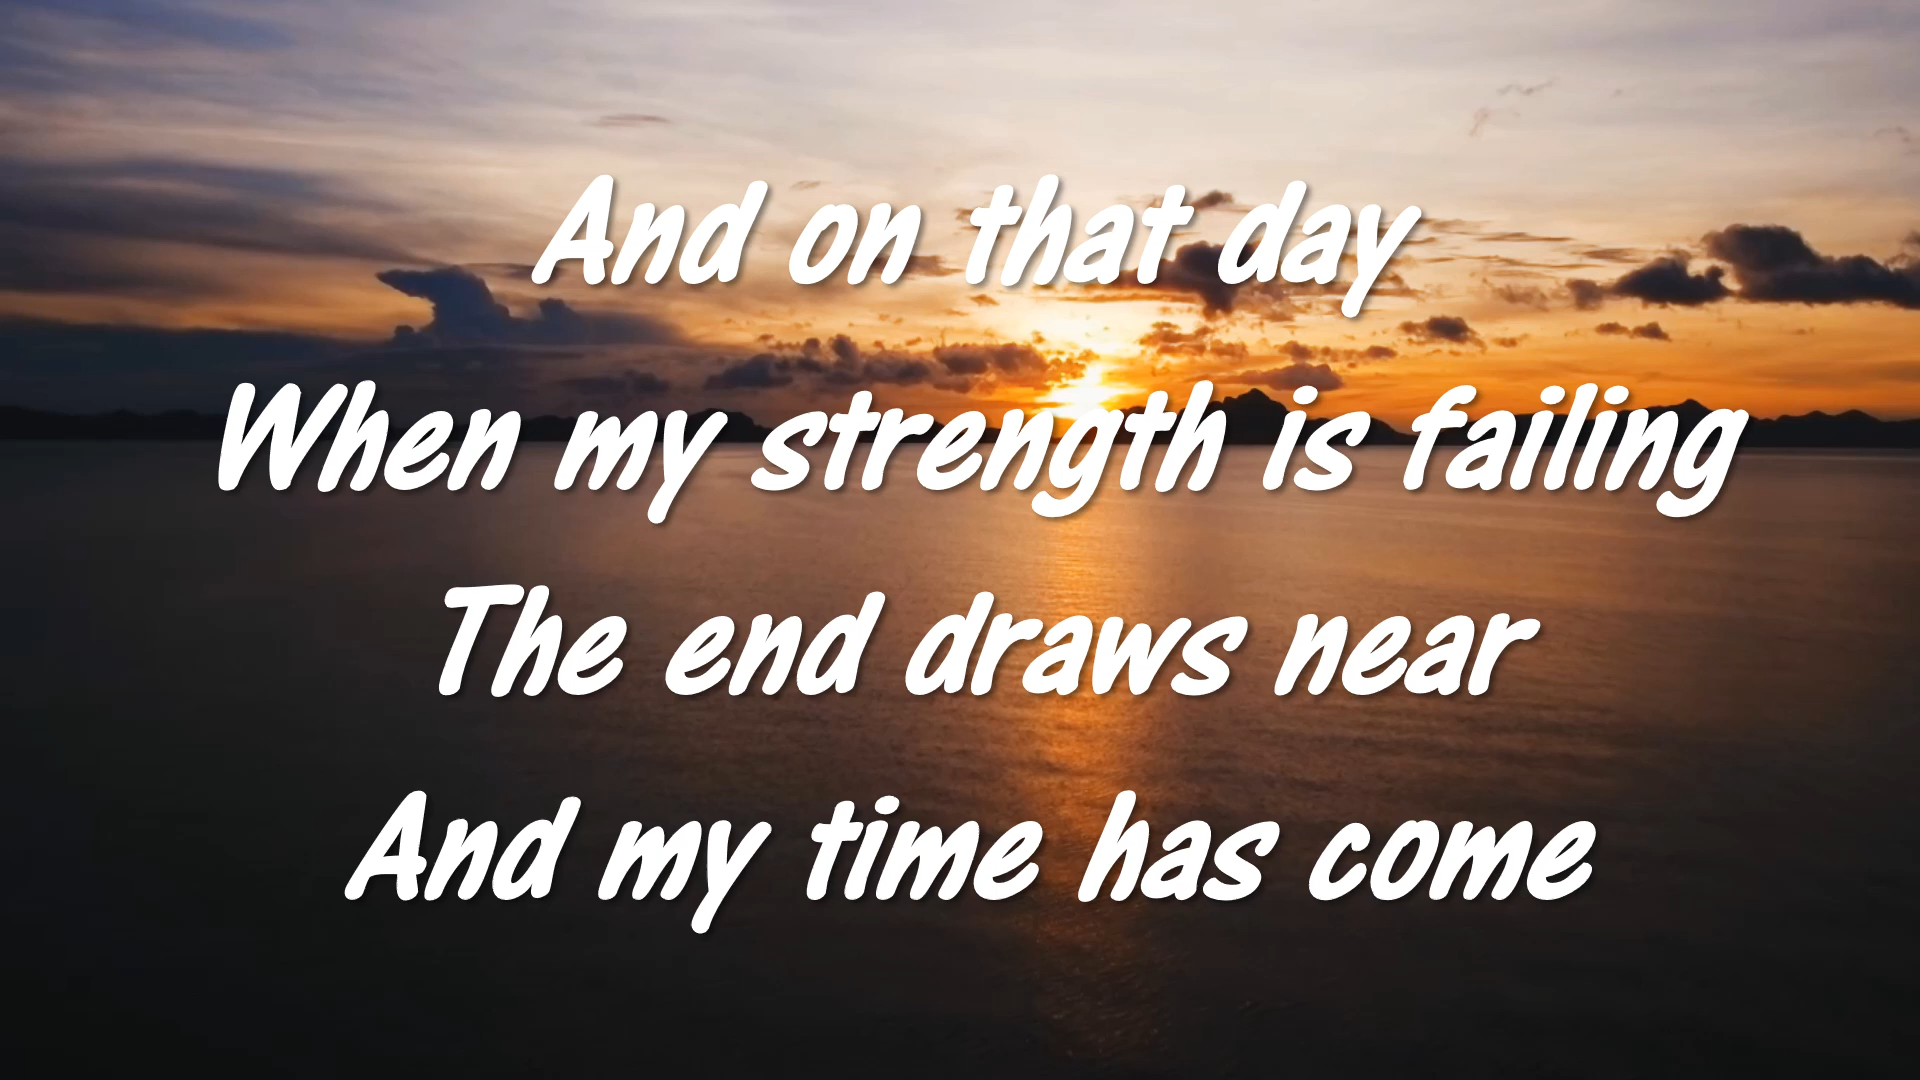 And on that day
When my strength is failing
The end draws near
And my time has come